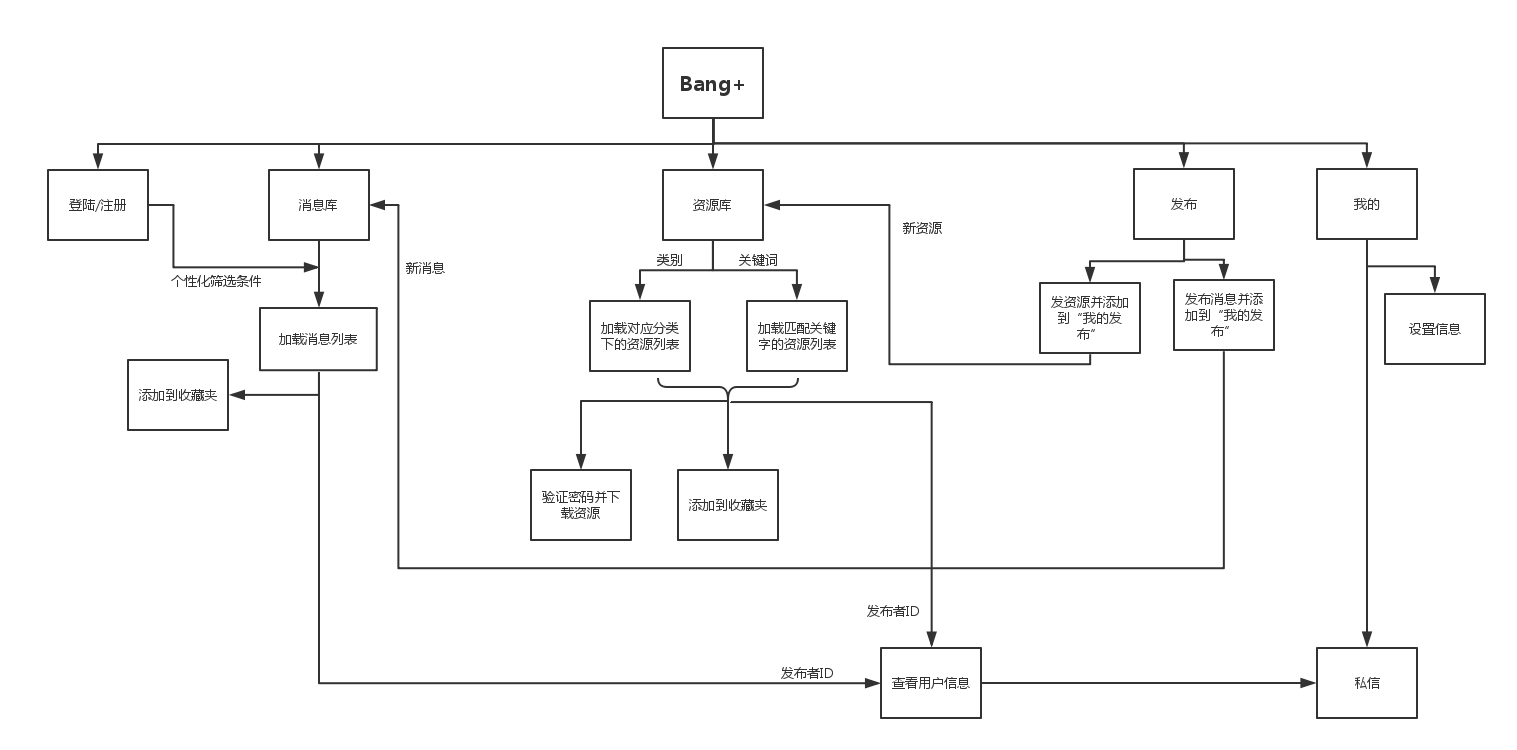 Bang+
登陆/注册
消息库
资源库
发布
我的
新资源
类别
关键词
新消息
个性化筛选条件
发资源并添加
到“我的发
布”
发布消息并添
加到“我的发
布”
加载消息列表
加载对应分类
下的资源列表
加载匹配关键
字的资源列表
设置信息
添加到收藏夹
验证密码并下
载资源
添加到收藏夹
发布者ID
发布者ID
查看用户信息
私信